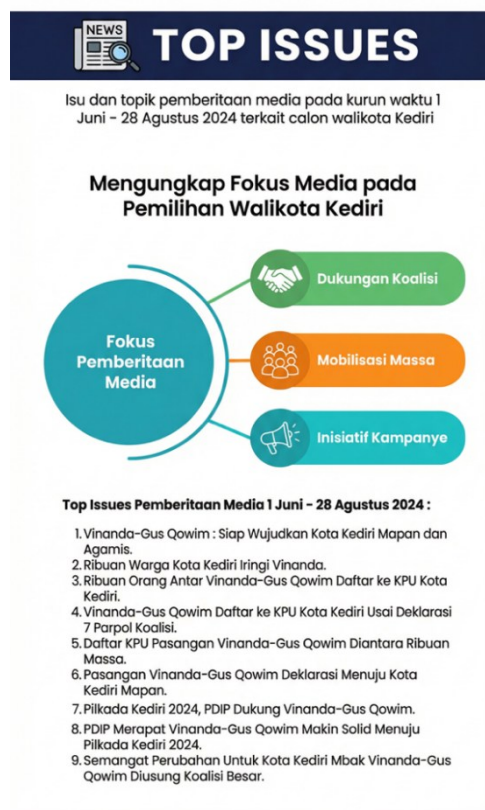 NEWS
TOP ISSUES
Isu dan topik pemberitaan media pada kurun waktu 1
Juni - 28 Agustus 2024 terkait calon walikota Kediri
Mengungkap Fokus Media pada
Pemilihan Walikota Kediri
Fokus
Pemberitaan
Media
Dukungan Koalisi
Mobilisasi Massa
Inisiatif Kampanye
Top Issues Pemberitaan Media 1 Juni - 28 Agustus 2024 :
1. Vinanda-Gus Qowim : Siap Wujudkan Kota Kediri Mapan dan
Agamis.
2. Ribuan Warga Kota Kediri Iringi Vinanda.
3. Ribuan Orang Antar Vinanda-Gus Qowim Daftar ke KPU Kota
Kediri.
4. Vinanda-Gus Qowim Daftar ke KPU Kota Kediri Usai Deklarasi
7 Parpol Koalisi.
5. Daftar KPU Pasangan Vinanda-Gus Qowim Diantara Ribuan
Massa.
6. Pasangan Vinanda-Gus Qowim Deklarasi Menuju Kota
Kediri Mapan.
7. Pilkada Kediri 2024, PDIP Dukung Vinanda-Gus Qowim.
8. PDIP Merapat Vinanda-Gus Qowim Makin Solid Menuju
Pilkada Kediri 2024.
9. Semangat Perubahan Untuk Kota Kediri Mbak Vinanda-Gus
Qowim Diusung Koalisi Besar.